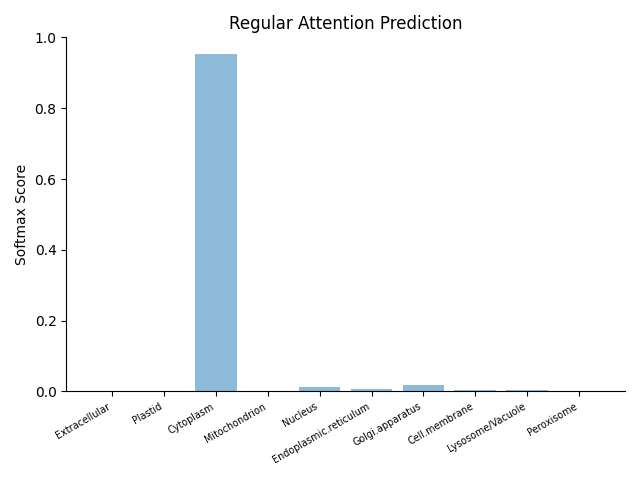 Regular Attention Prediction
Softmax Score
1.0
0.8
0.6
0.4
0.2
0.0
Extracellular
Plastid
Cytoplasm
Mitochondrion
Nucleus
Endoplasmic.reticulum
Golgi.apparatus
Cell.membrane
Lysosome/Vacuole
Peroxisome